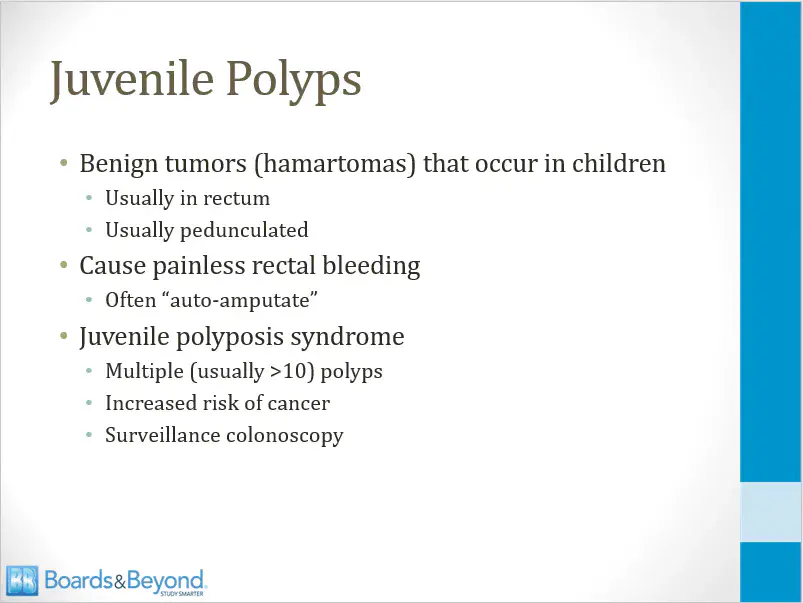 Juvenile Polyps
• Benign tumors (hamartomas) that occur in children
• Usually in rectum
• Usually pedunculated
• Cause painless rectal bleeding
• Often “auto-amputate”
• Juvenile polyposis syndrome
• Multiple (usually >10) polyps
• Increased risk of cancer
• Surveillance colonoscopy
BB Boards&Beyond.
STUDY SMARTER